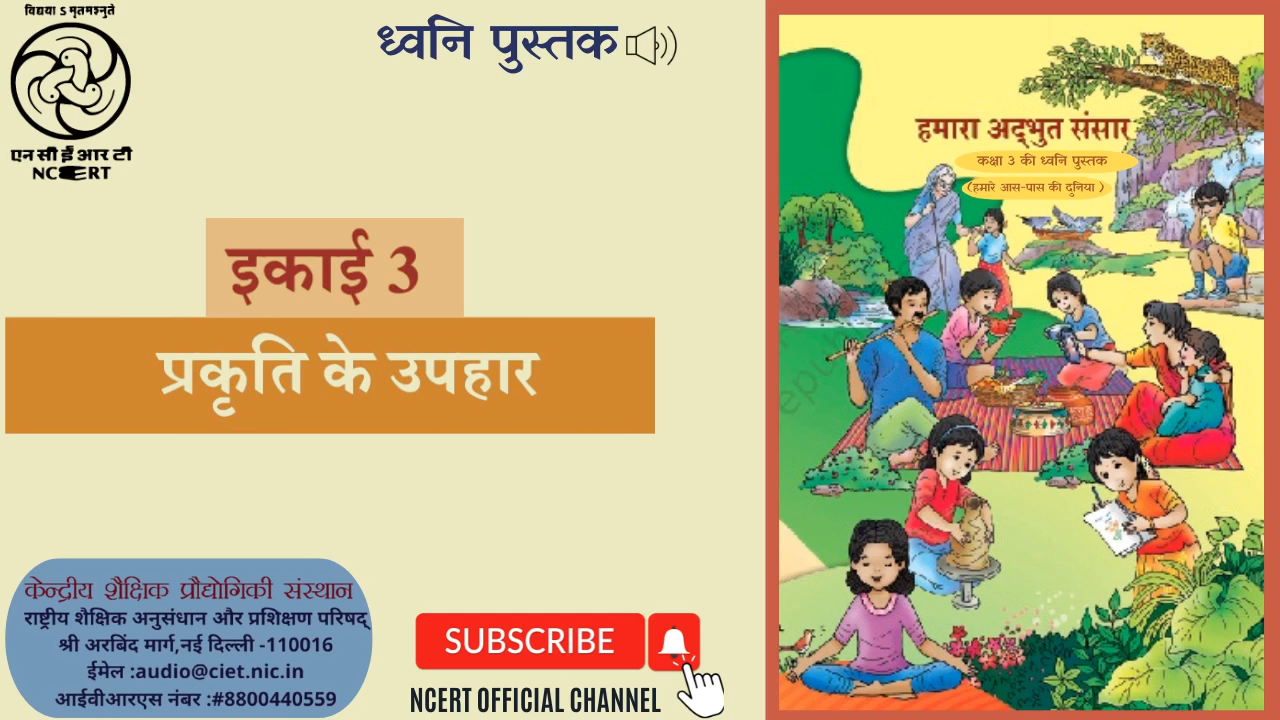 विद्यया ऽ मृतमश्नुते
एन सी ई आर टी
NCERT
ध्वनि पुस्तक
इकाई 3
प्रकृति के उपहार
केन्द्रीय शैक्षिक प्रौद्योगिकी संस्थान
राष्ट्रीय शैक्षिक अनुसंधान और प्रशिक्षण परिषद्
श्री अरबिंद मार्ग,नई दिल्ली -110016
ईमेल :audio@ciet.nic.in
आईवीआरएस नंबर :#8800440559
SUBSCRIBE
NCERT OFFICIAL CHANNEL
हमारा अद्भुत संसार
कक्षा 3 की ध्वनि पुस्तक
(हमारे आस-पास की दुनिया )